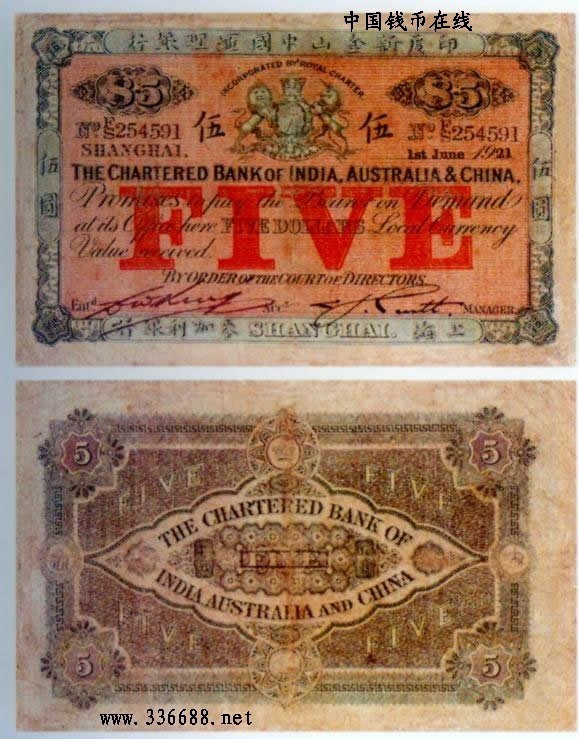 中国钱币在线
印度新金山中國滙理銀行
INCORPORATED BY ROYAL CHARTER.
$5 $5
伍 伍
No F/S 254591 No F/S 254591
SHANGHAI. 1st June 1921
THE CHARTERED BANK OF INDIA, AUSTRALIA & CHINA.
FIVE
Promises to pay the Bearer on Demand
at its Office here FIVE DOLLARS Local Currency
Value received.
BY ORDER OF THE COURT OF DIRECTORS
Entd Acct MANAGER.
伍圓 伍圓
上海 SHANGHAI. 麥加利銀行
5 5
FIVE FIVE
THE CHARTERED BANK OF
FIVE
INDIA AUSTRALIA AND CHINA
FIVE FIVE
5 5
www.336688.net